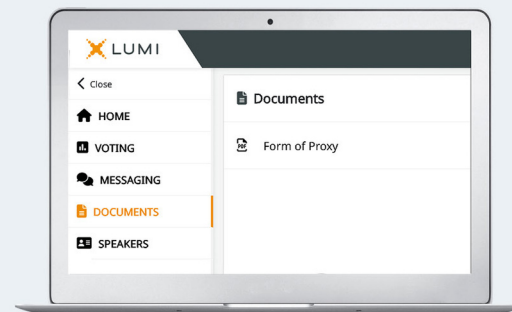 LUMI
Close
HOME
VOTING
MESSAGING
DOCUMENTS
SPEAKERS
Documents
PDF
Form of Proxy